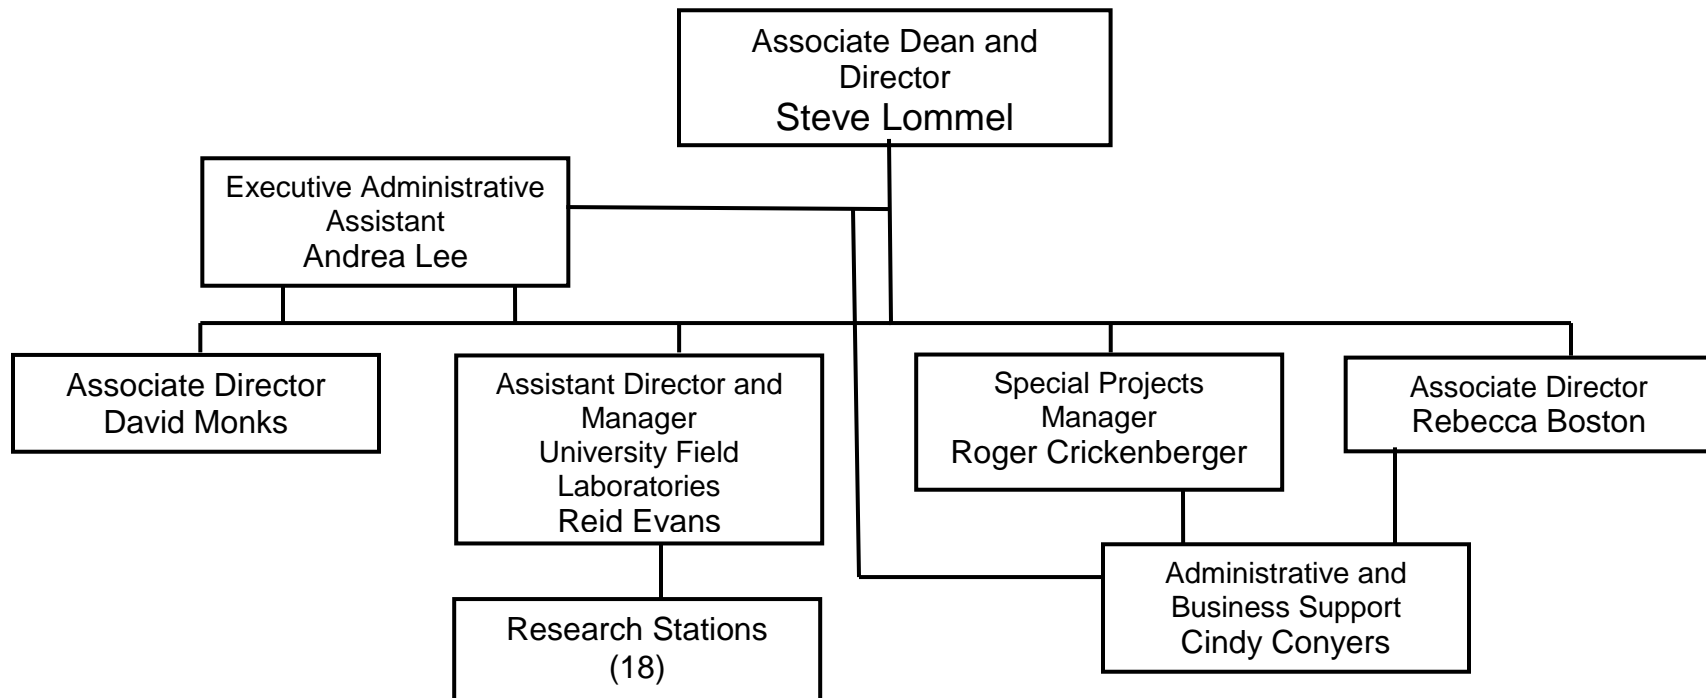 Associate Dean and
Director
Steve Lommel
Executive Administrative
Assistant
Andrea Lee
Associate Director
David Monks
Assistant Director and
Manager
University Field
Laboratories
Reid Evans
Special Projects
Manager
Roger Crickenberger
Associate Director
Rebecca Boston
Research Stations
(18)
Administrative and
Business Support
Cindy Conyers